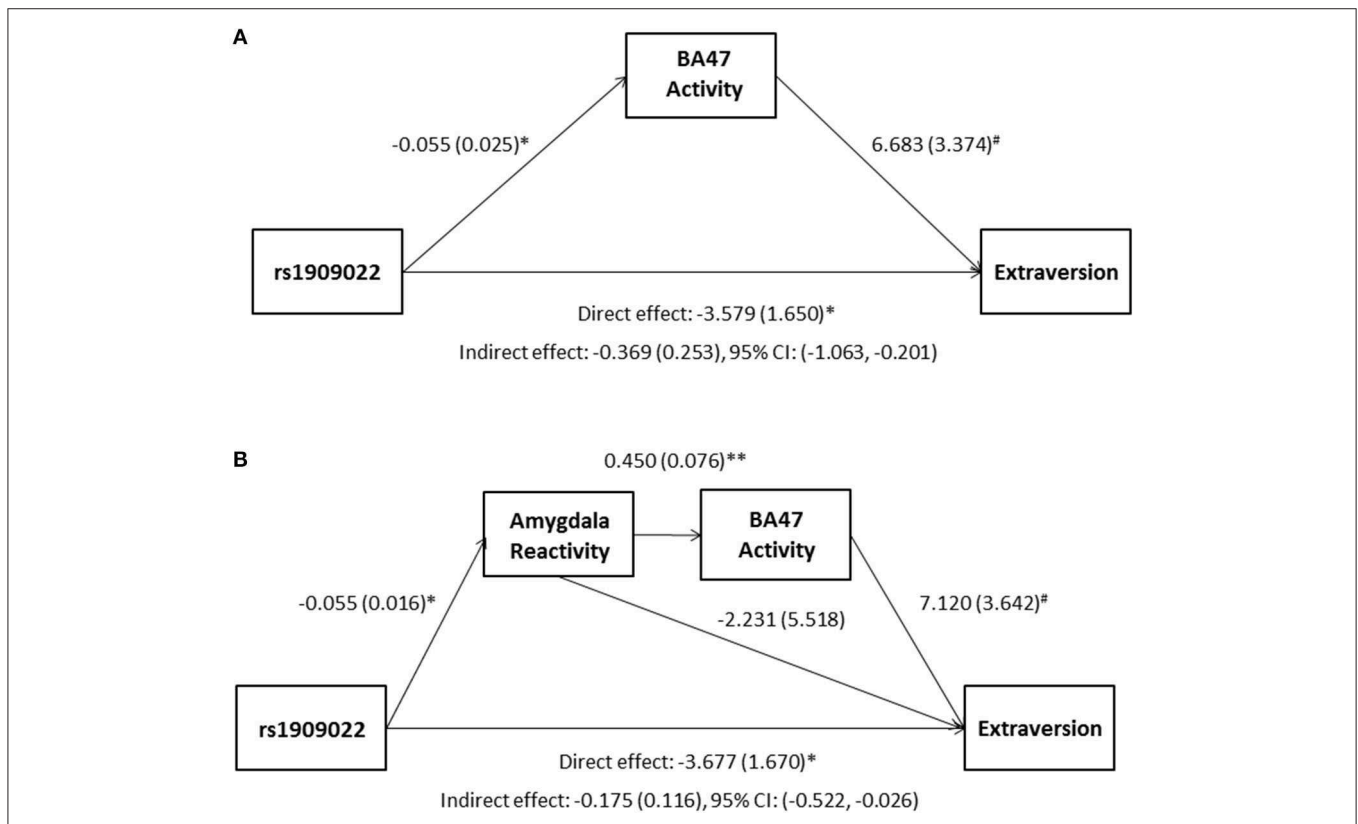 A
BA47
Activity
-0.055 (0.025)*
6.683 (3.374)#
rs1909022
Extraversion
Direct effect: -3.579 (1.650)*
Indirect effect: -0.369 (0.253), 95% CI: (-1.063, -0.201)
B
0.450 (0.076)**
Amygdala
Reactivity
BA47
Activity
-0.055 (0.016)*
7.120 (3.642)#
-2.231 (5.518)
rs1909022
Extraversion
Direct effect: -3.677 (1.670)*
Indirect effect: -0.175 (0.116), 95% CI: (-0.522, -0.026)